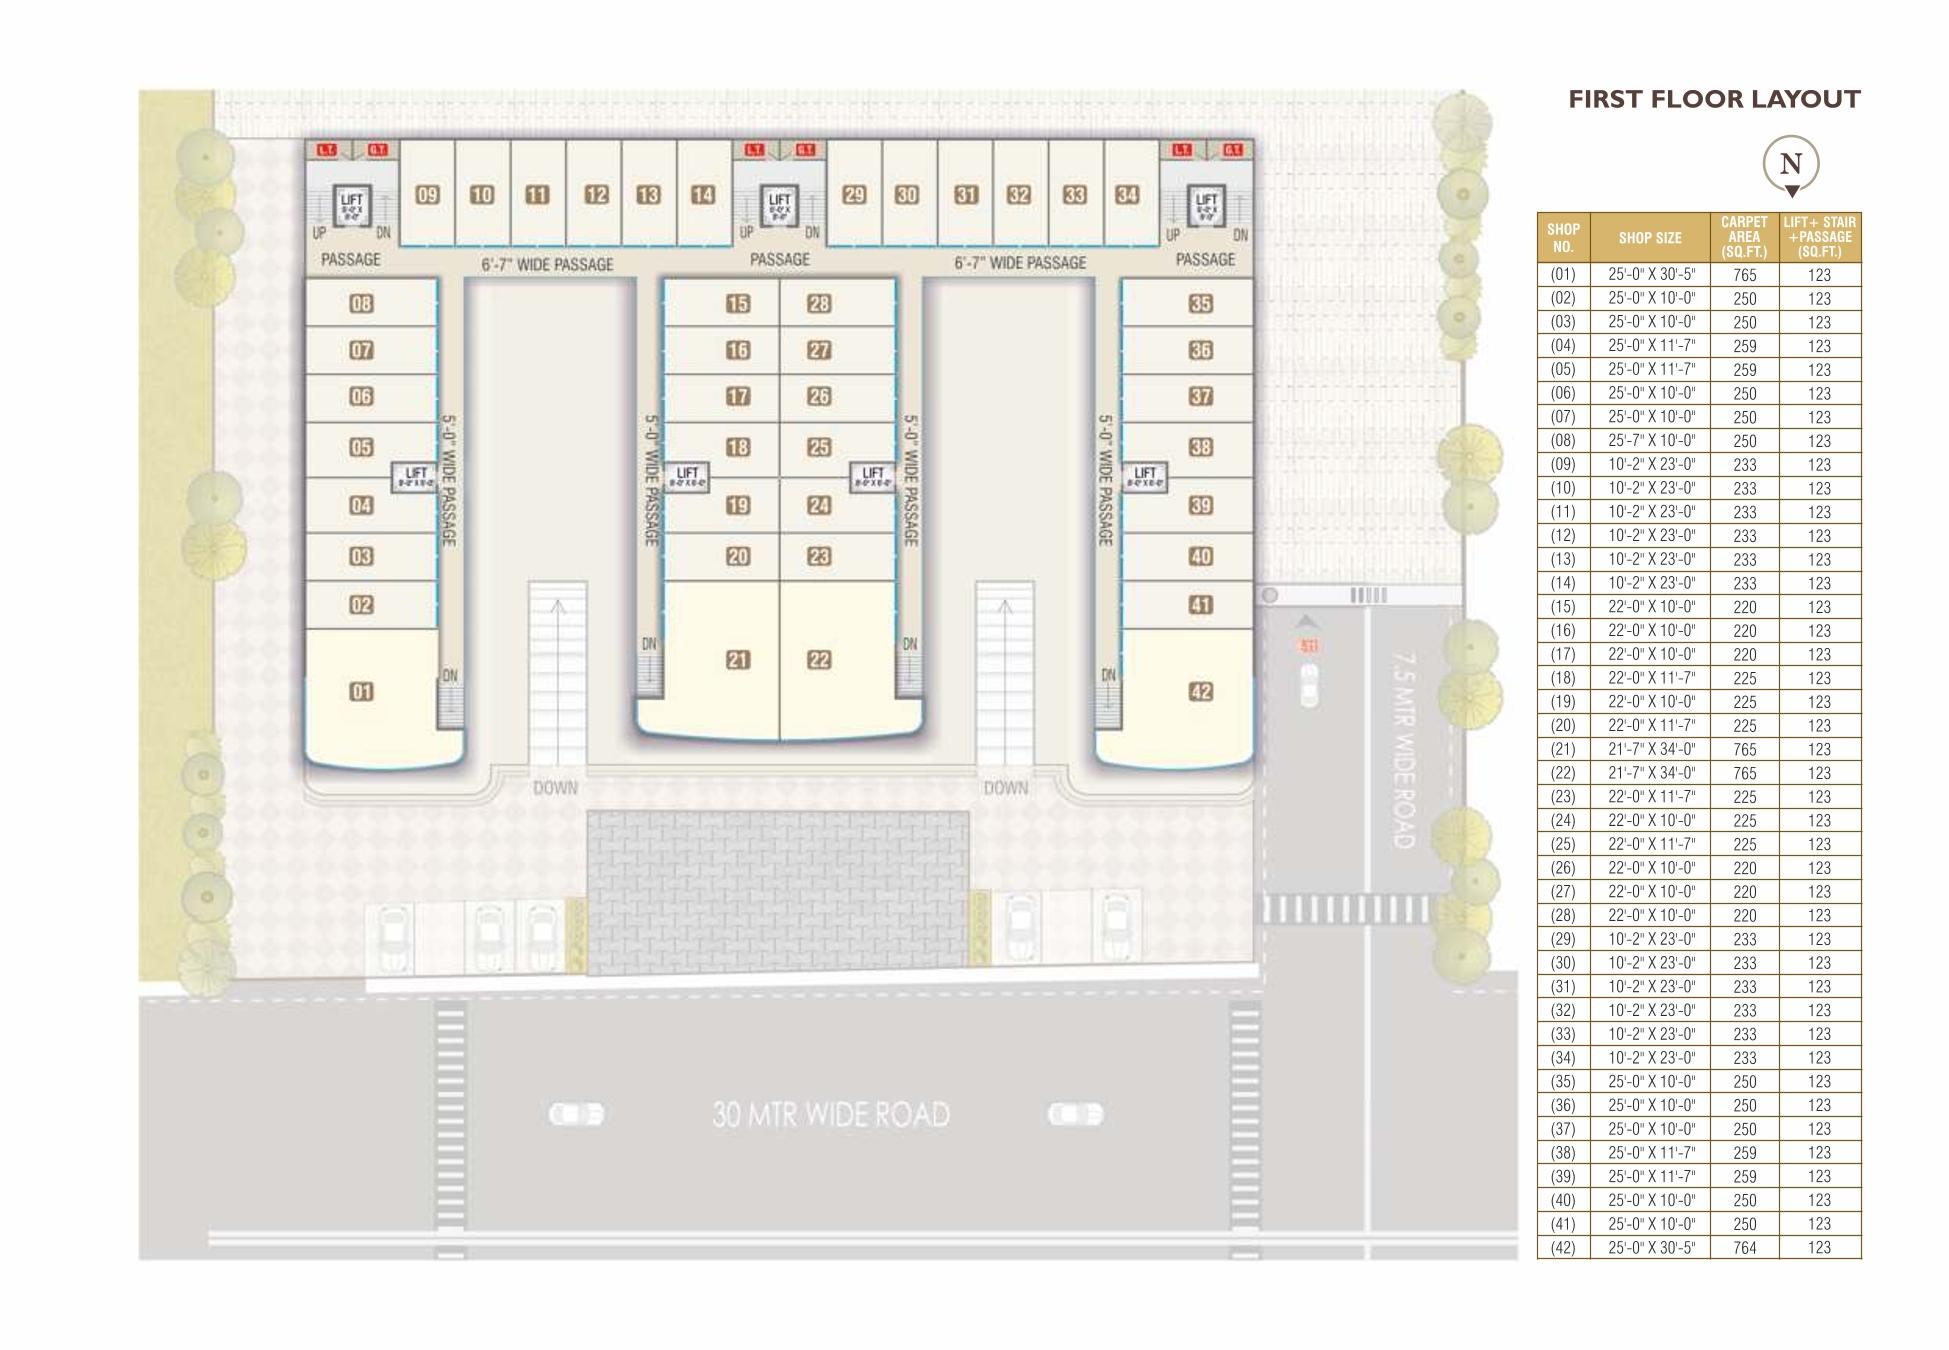 FIRST FLOOR LAYOUT
N
L.T. G.T. L.T. G.T. L.T. G.T.
09 10 11 12 13 14 29 30 31 32 33 34
LIFT LIFT LIFT
8'-0" X 8'-0" 8'-0" X 8'-0" 8'-0" X 8'-0"
UP DN UP DN UP DN
PASSAGE 6'-7" WIDE PASSAGE PASSAGE 6'-7" WIDE PASSAGE PASSAGE
08 15 28 35
07 16 27 36
06 17 26 37
05 18 25 38
5'-0" WIDE PASSAGE 5'-0" WIDE PASSAGE 5'-0" WIDE PASSAGE 5'-0" WIDE PASSAGE
LIFT LIFT LIFT LIFT
04 19 24 39
03 20 23 40
02 41
DN DN
21 22
DN DN
01 42
DOWN DOWN
7.5 MTR WIDE ROAD
30 MTR WIDE ROAD
SHOP NO. SHOP SIZE CARPET AREA (SQ.FT.) LIFT+ STAIR +PASSAGE (SQ.FT.)
(01) 25'-0" X 30'-5" 765 123
(02) 25'-0" X 10'-0" 250 123
(03) 25'-0" X 10'-0" 250 123
(04) 25'-0" X 11'-7" 259 123
(05) 25'-0" X 11'-7" 259 123
(06) 25'-0" X 10'-0" 250 123
(07) 25'-0" X 10'-0" 250 123
(08) 25'-7" X 10'-0" 250 123
(09) 10'-2" X 23'-0" 233 123
(10) 10'-2" X 23'-0" 233 123
(11) 10'-2" X 23'-0" 233 123
(12) 10'-2" X 23'-0" 233 123
(13) 10'-2" X 23'-0" 233 123
(14) 10'-2" X 23'-0" 233 123
(15) 22'-0" X 10'-0" 220 123
(16) 22'-0" X 10'-0" 220 123
(17) 22'-0" X 10'-0" 220 123
(18) 22'-0" X 11'-7" 225 123
(19) 22'-0" X 10'-0" 225 123
(20) 22'-0" X 11'-7" 225 123
(21) 21'-7" X 34'-0" 765 123
(22) 21'-7" X 34'-0" 765 123
(23) 22'-0" X 11'-7" 225 123
(24) 22'-0" X 10'-0" 225 123
(25) 22'-0" X 11'-7" 225 123
(26) 22'-0" X 10'-0" 220 123
(27) 22'-0" X 10'-0" 220 123
(28) 22'-0" X 10'-0" 220 123
(29) 10'-2" X 23'-0" 233 123
(30) 10'-2" X 23'-0" 233 123
(31) 10'-2" X 23'-0" 233 123
(32) 10'-2" X 23'-0" 233 123
(33) 10'-2" X 23'-0" 233 123
(34) 10'-2" X 23'-0" 233 123
(35) 25'-0" X 10'-0" 250 123
(36) 25'-0" X 10'-0" 250 123
(37) 25'-0" X 10'-0" 250 123
(38) 25'-0" X 11'-7" 259 123
(39) 25'-0" X 11'-7" 259 123
(40) 25'-0" X 10'-0" 250 123
(41) 25'-0" X 10'-0" 250 123
(42) 25'-0" X 30'-5" 764 123